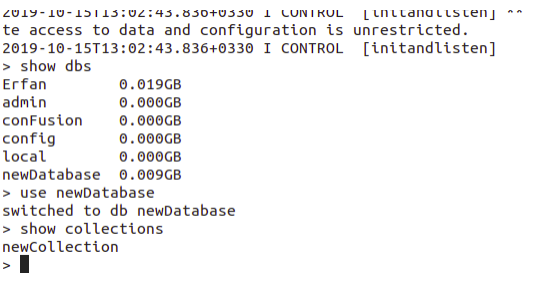 2019-10-15T13:02:43.836+0330 I CONTROL  [initandlisten] **
te access to data and configuration is unrestricted.
2019-10-15T13:02:43.836+0330 I CONTROL  [initandlisten]
> show dbs
Erfan        0.019GB
admin        0.000GB
conFusion    0.000GB
config       0.000GB
local        0.000GB
newDatabase  0.009GB
> use newDatabase
switched to db newDatabase
> show collections
newCollection
>